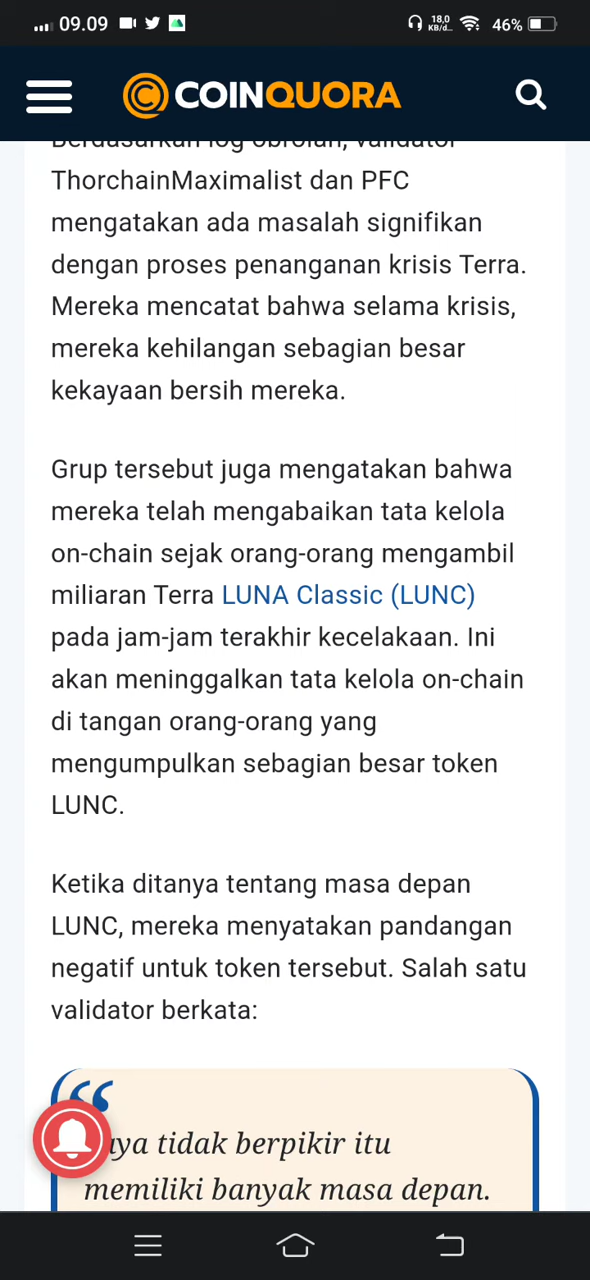 09.09
18,0
KB/d...
46%
COINQUORA
Berdasarkan log obrolan, validator
ThorchainMaximalist dan PFC
mengatakan ada masalah signifikan
dengan proses penanganan krisis Terra.
Mereka mencatat bahwa selama krisis,
mereka kehilangan sebagian besar
kekayaan bersih mereka.
Grup tersebut juga mengatakan bahwa
mereka telah mengabaikan tata kelola
on-chain sejak orang-orang mengambil
miliaran Terra LUNA Classic (LUNC)
pada jam-jam terakhir kecelakaan. Ini
akan meninggalkan tata kelola on-chain
di tangan orang-orang yang
mengumpulkan sebagian besar token
LUNC.
Ketika ditanya tentang masa depan
LUNC, mereka menyatakan pandangan
negatif untuk token tersebut. Salah satu
validator berkata:
“
aya tidak berpikir itu
memiliki banyak masa depan.